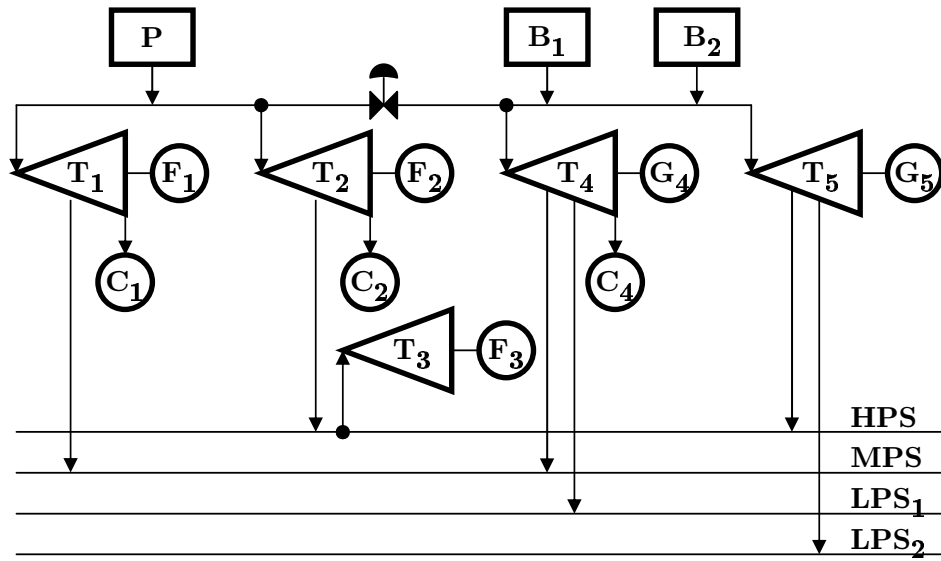 P
B₁
B₂
T₁
F₁
T₂
F₂
T₄
G₄
T₅
G₅
C₁
C₂
C₄
T₃
F₃
HPS
MPS
LPS₁
LPS₂